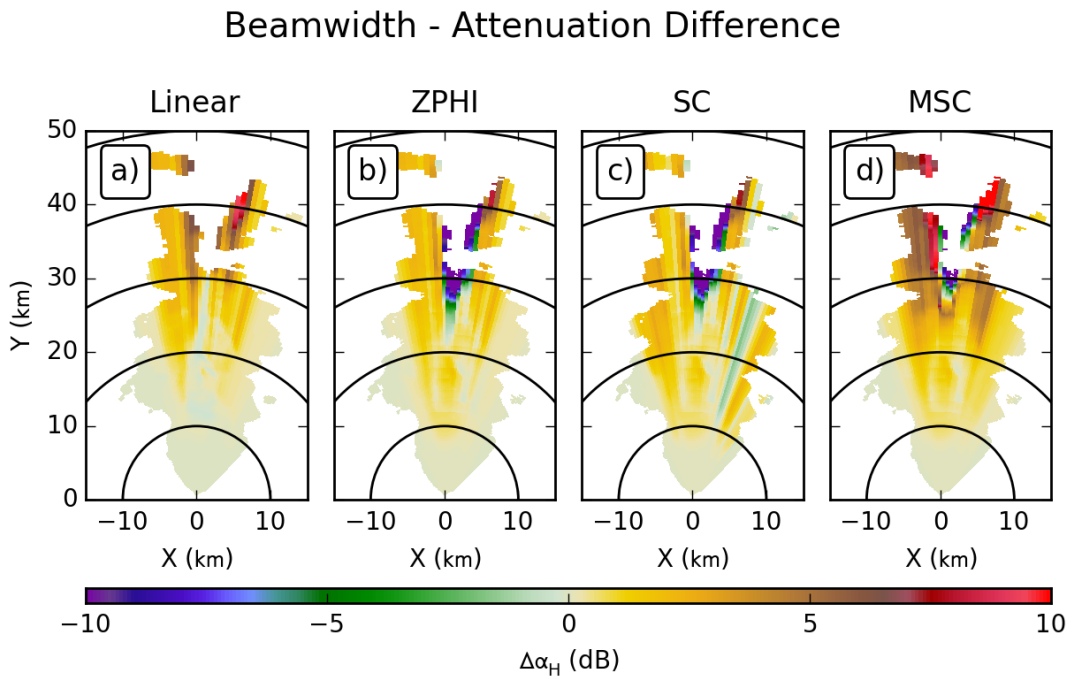 Beamwidth - Attenuation Difference
Linear ZPHI SC MSC
a) b) c) d)
50
40
30
20
10
0
Y (km)
−10 0 10 −10 0 10 −10 0 10 −10 0 10
X (km) X (km) X (km) X (km)
−10 −5 0 5 10
Δα_H (dB)